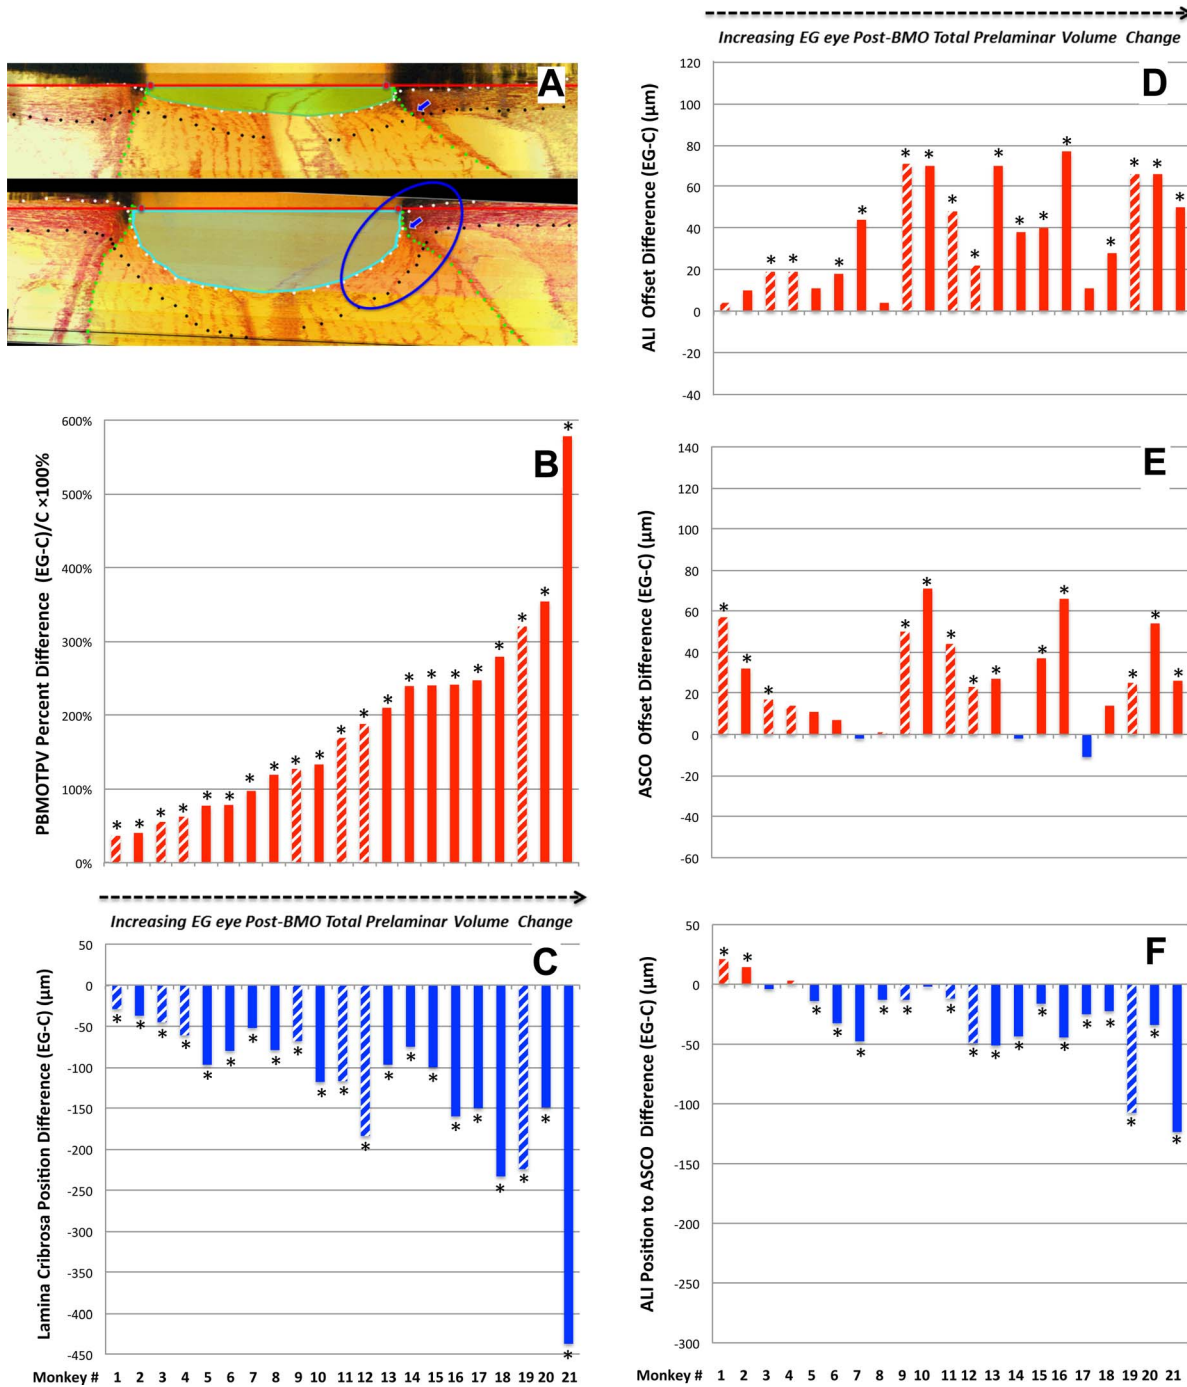 A
B
PBMOTPV Percent Difference (EG-C)/C ×100%
600%
500%
400%
300%
200%
100%
0%
* * * * * * * * * * * * * * * * * * * * *
Increasing EG eye Post-BMO Total Prelaminar Volume Change
C
Lamina Cribrosa Position Difference (EG-C) (µm)
50
0
-50
-100
-150
-200
-250
-300
-350
-400
-450
* * * * * * * * * * * * * * * * * * * * *
Monkey # 1 2 3 4 5 6 7 8 9 10 11 12 13 14 15 16 17 18 19 20 21
Increasing EG eye Post-BMO Total Prelaminar Volume Change
D
ALI Offset Difference (EG-C) (µm)
120
100
80
60
40
20
0
-20
-40
* * * * * * * * * * * * * * * *
E
ASCO Offset Difference (EG-C) (µm)
140
120
100
80
60
40
20
0
-20
-40
-60
* * * * * * * * * * * * *
F
ALI Position to ASCO Difference (EG-C) (µm)
50
0
-50
-100
-150
-200
-250
-300
* * * * * * * * * * * * * * * * * *
1 2 3 4 5 6 7 8 9 10 11 12 13 14 15 16 17 18 19 20 21